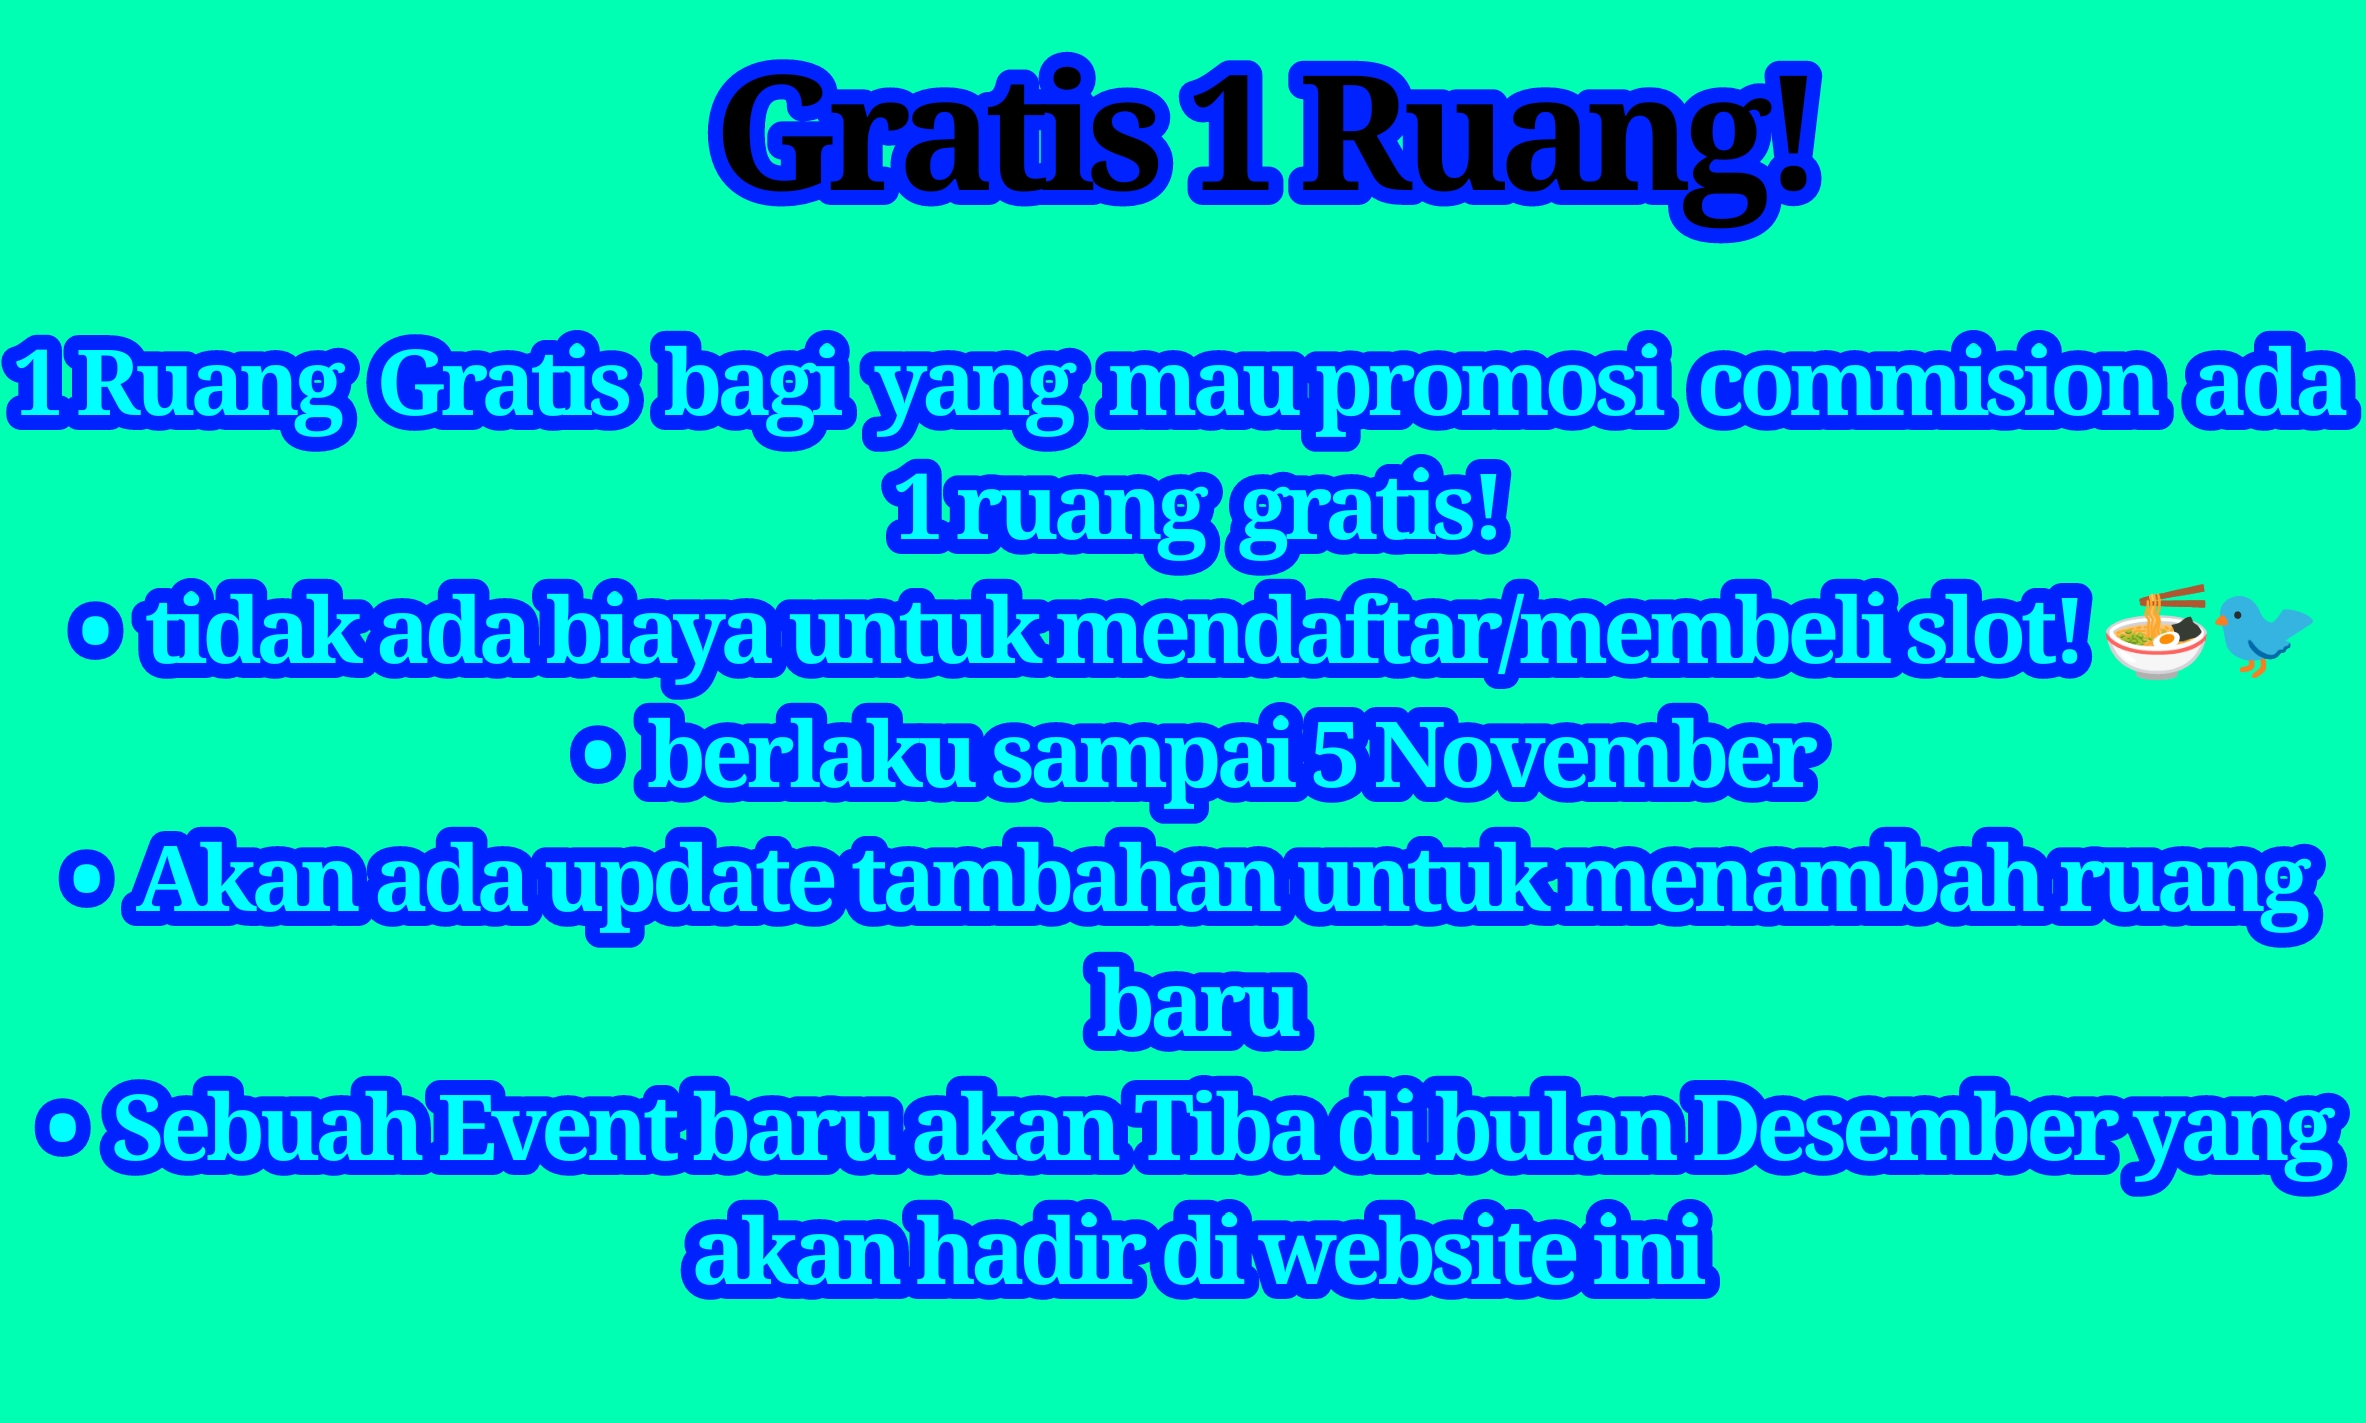 Gratis 1 Ruang!
1 Ruang Gratis bagi yang mau promosi commision ada
1 ruang gratis!
• tidak ada biaya untuk mendaftar/membeli slot! 🍜🐦
• berlaku sampai 5 November
• Akan ada update tambahan untuk menambah ruang
baru
• Sebuah Event baru akan Tiba di bulan Desember yang
akan hadir di website ini